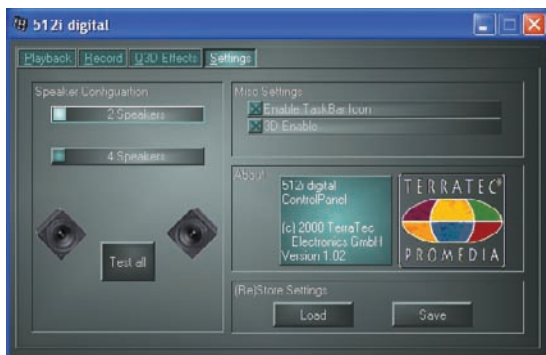 512i digital
Playback Record Q3D Effects Settings
Speaker Configuartion
2 Speakers
4 Speakers
Test all
Misc Settings
Enable TaskBar Icon
3D Enable
About
512i digital
ControlPanel
(c) 2000 TerraTec
Electronics GmbH
Version 1.02
TERRATEC®
PROMEDIA
(Re)Store Settings
Load Save